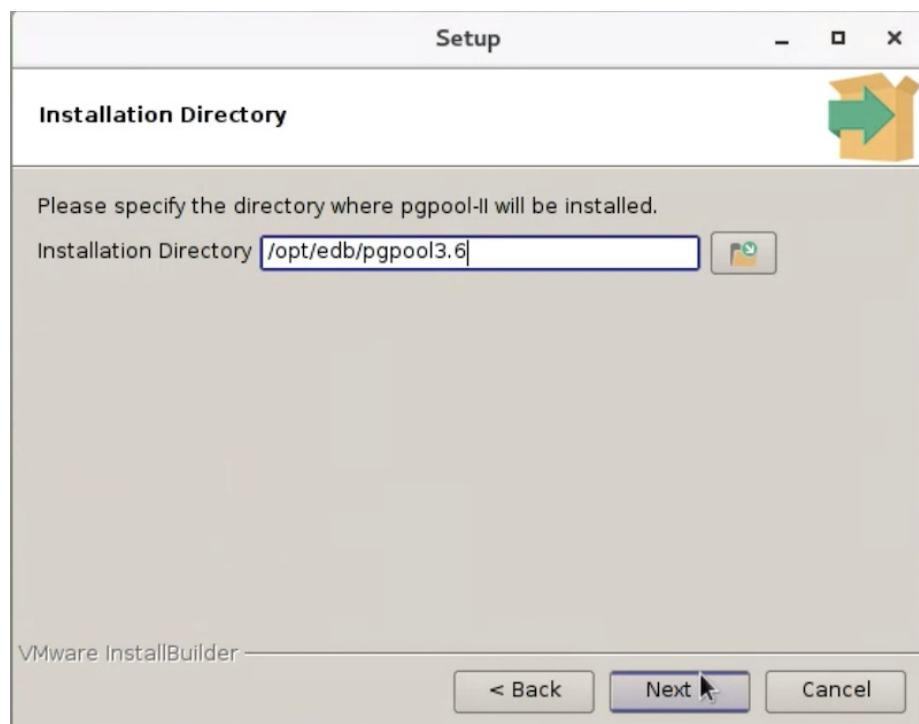 Setup
Installation Directory
Please specify the directory where pgpool-II will be installed.
Installation Directory /opt/edb/pgpool3.6
VMware InstallBuilder
< Back Next Cancel